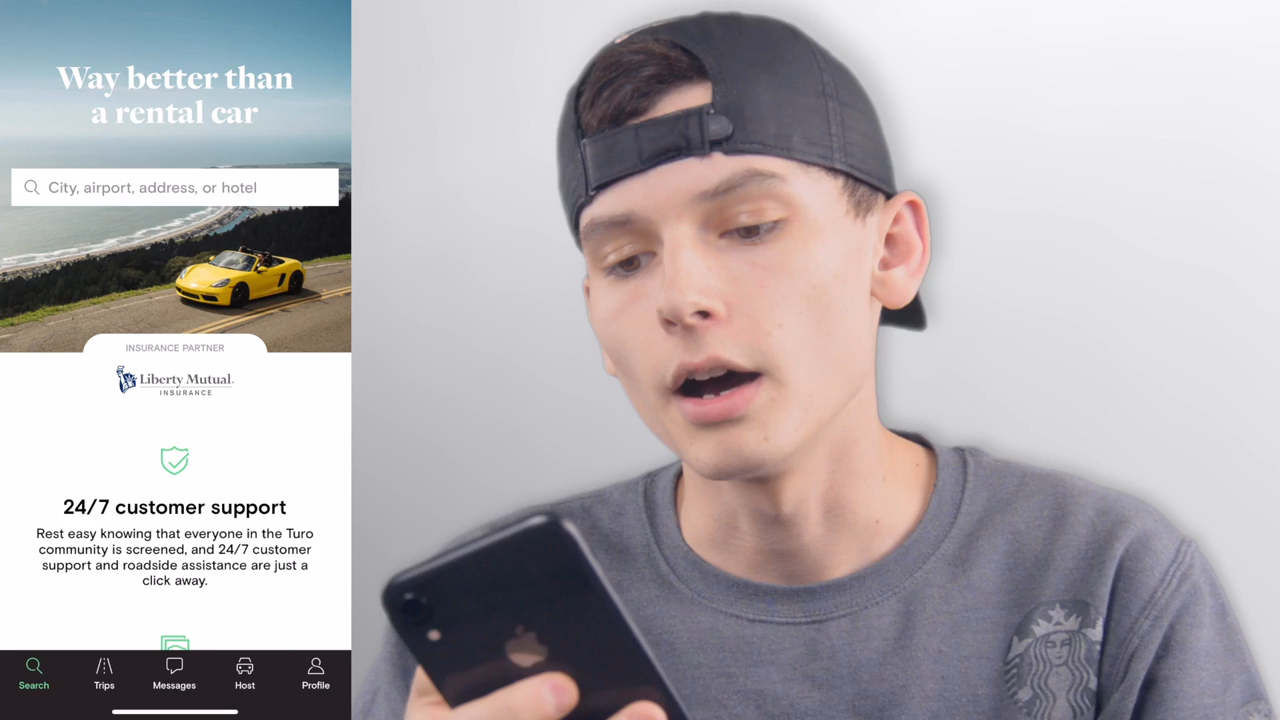 Way better than
a rental car
City, airport, address, or hotel
INSURANCE PARTNER
Liberty Mutual.
INSURANCE
24/7 customer support
Rest easy knowing that everyone in the Turo
community is screened, and 24/7 customer
support and roadside assistance are just a
click away.
Search
Trips
Messages
Host
Profile